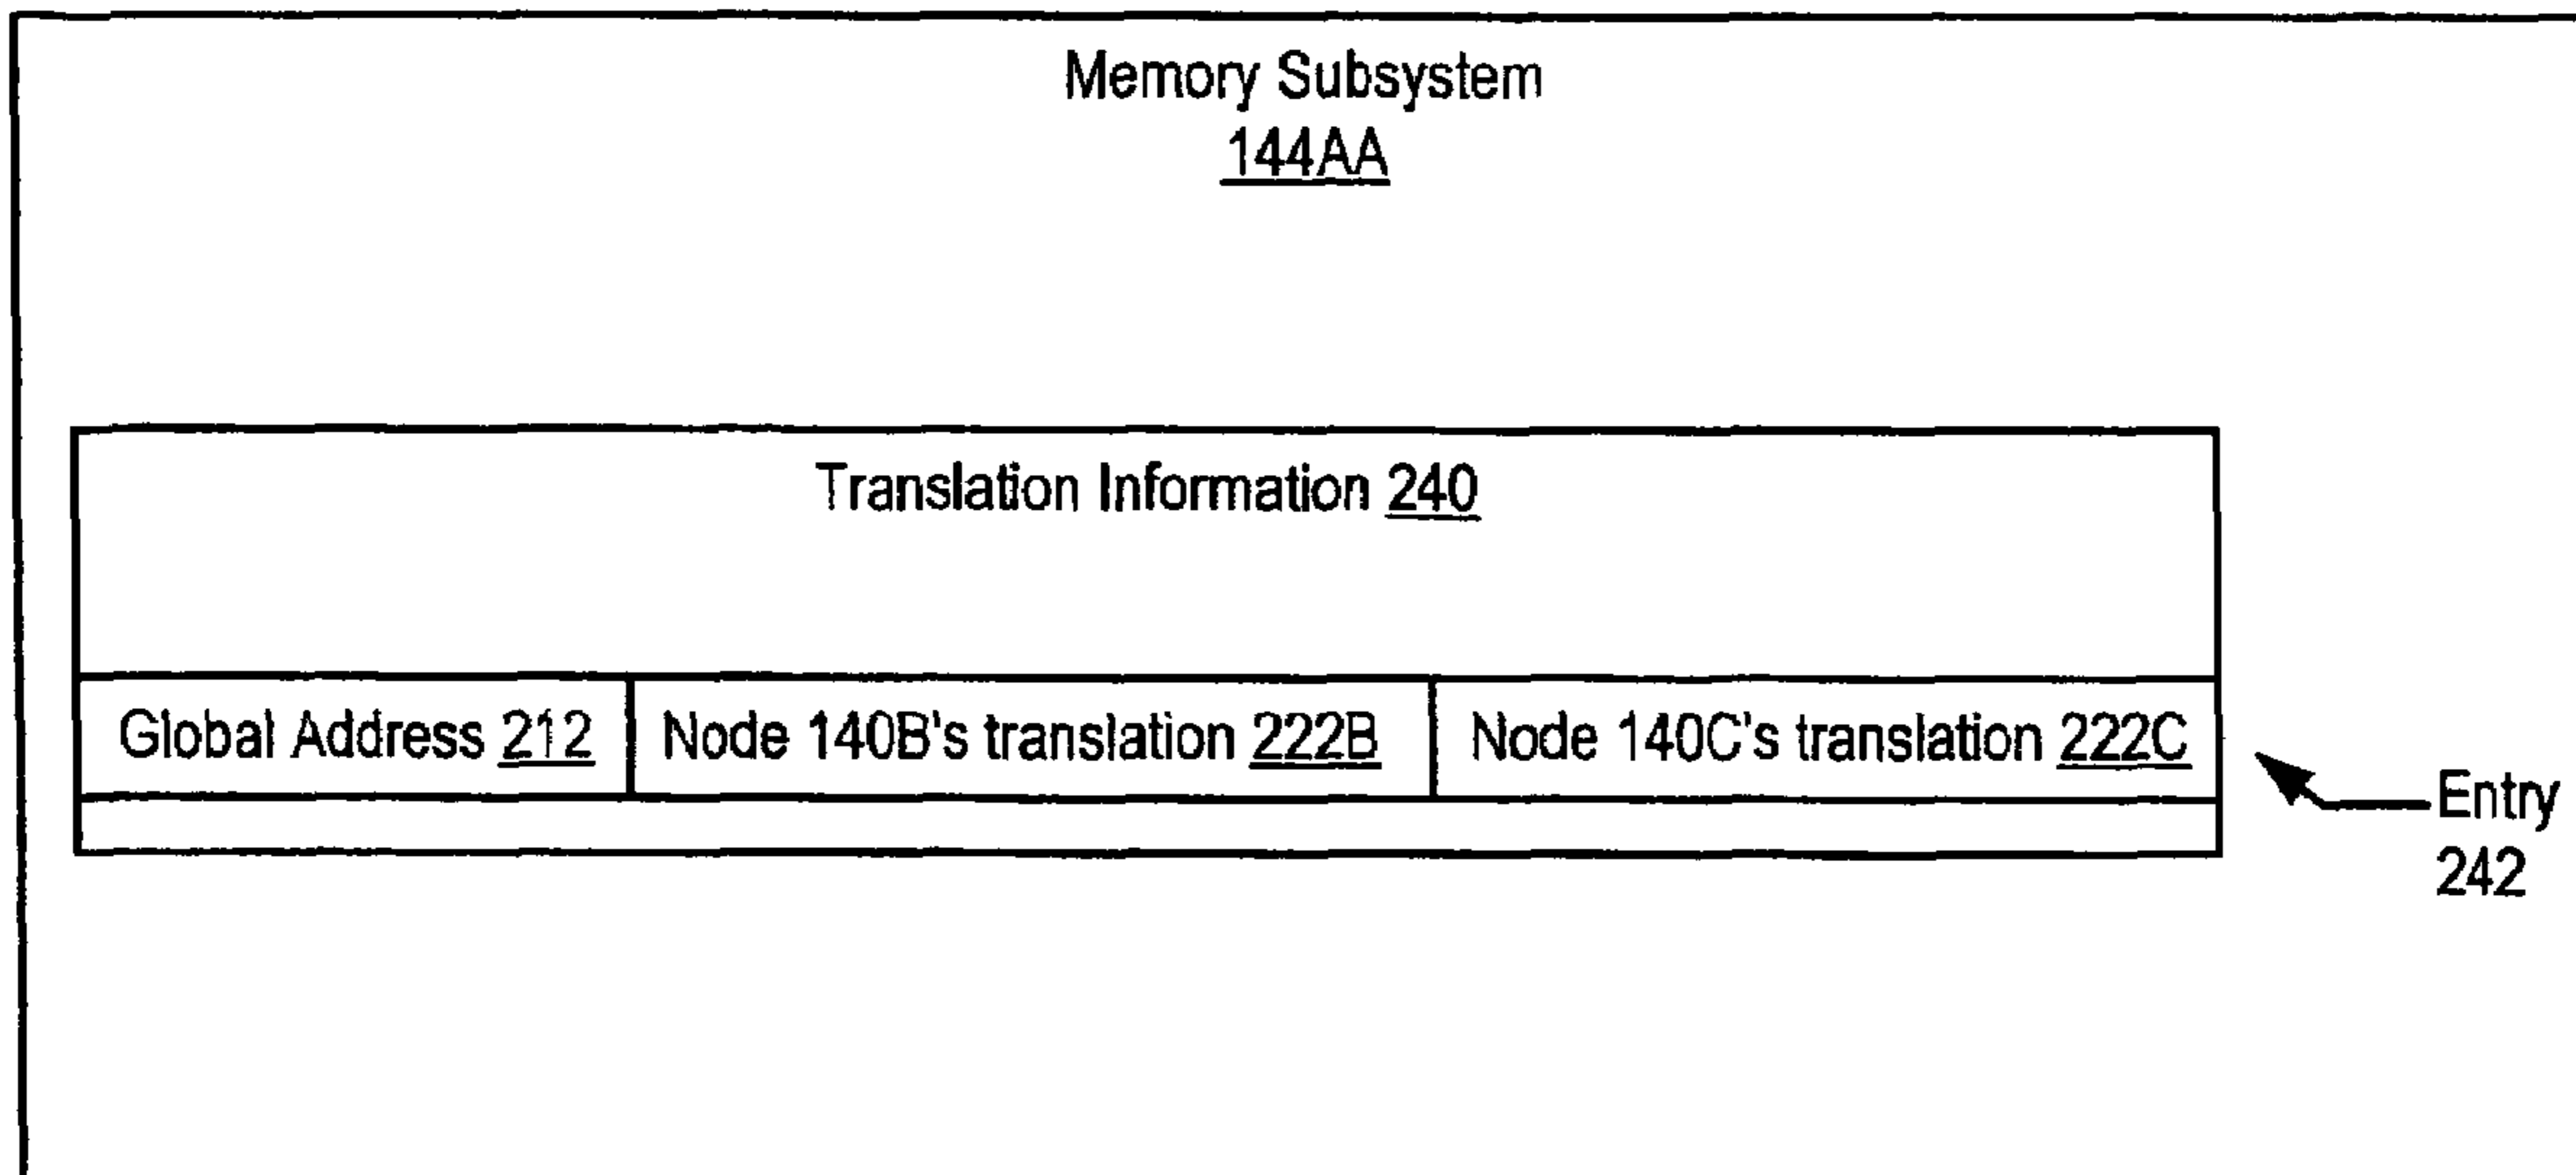 Memory Subsystem
144AA
Translation Information 240
Global Address 212
Node 140B's translation 222B
Node 140C's translation 222C
Entry
242